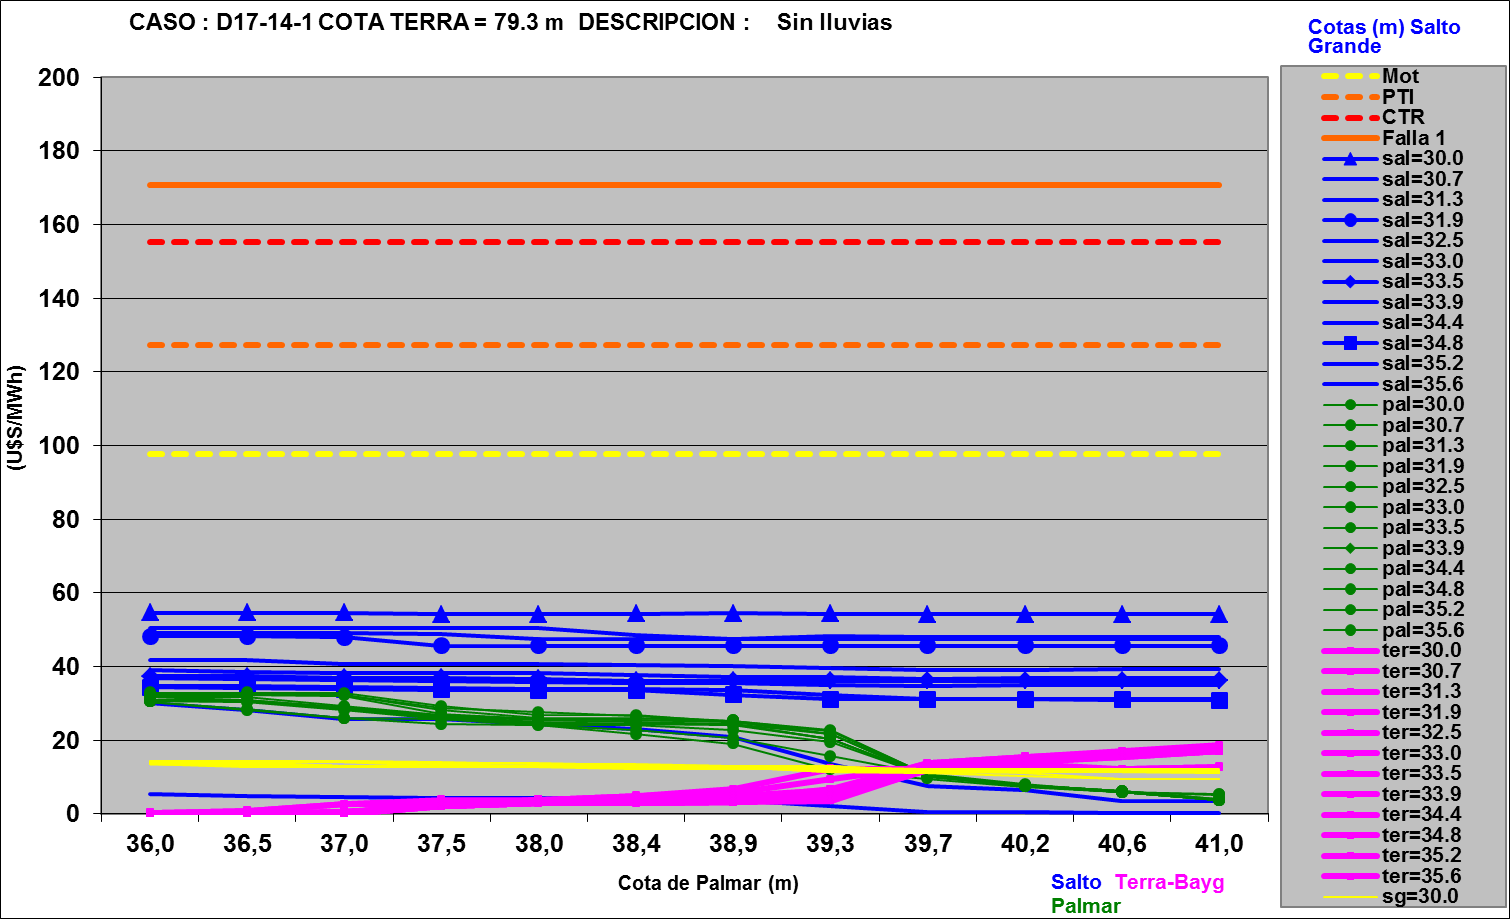 CASO : D17-14-1 COTA TERRA = 79.3 m DESCRIPCION : Sin lluvias
Cotas (m) Salto
Grande
200
180
160
140
120
100
80
60
40
20
0
(U$S/MWh)
36,0 36,5 37,0 37,5 38,0 38,4 38,9 39,3 39,7 40,2 40,6 41,0
Cota de Palmar (m)
Salto Terra-Bayg
Palmar
Mot
PTI
CTR
Falla 1
sal=30.0
sal=30.7
sal=31.3
sal=31.9
sal=32.5
sal=33.0
sal=33.5
sal=33.9
sal=34.4
sal=34.8
sal=35.2
sal=35.6
pal=30.0
pal=30.7
pal=31.3
pal=31.9
pal=32.5
pal=33.0
pal=33.5
pal=33.9
pal=34.4
pal=34.8
pal=35.2
pal=35.6
ter=30.0
ter=30.7
ter=31.3
ter=31.9
ter=32.5
ter=33.0
ter=33.5
ter=33.9
ter=34.4
ter=34.8
ter=35.2
ter=35.6
sg=30.0